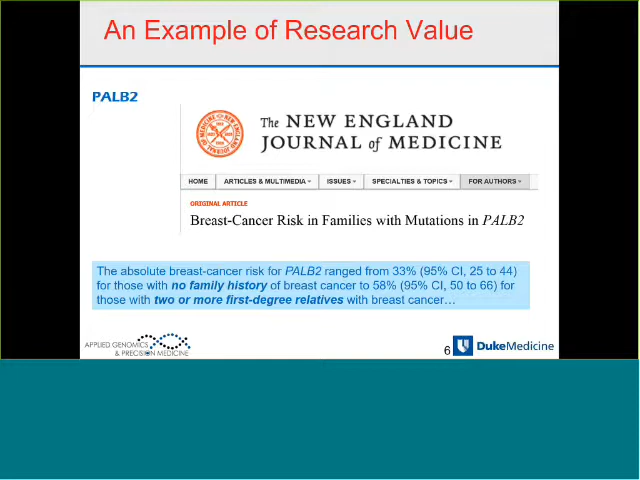 An Example of Research Value
PALB2
The NEW ENGLAND
JOURNAL of MEDICINE
HOME ARTICLES & MULTIMEDIA ISSUES SPECIALTIES & TOPICS FOR AUTHORS
ORIGINAL ARTICLE
Breast-Cancer Risk in Families with Mutations in PALB2
The absolute breast-cancer risk for PALB2 ranged from 33% (95% CI, 25 to 44)
for those with no family history of breast cancer to 58% (95% CI, 50 to 66) for
those with two or more first-degree relatives with breast cancer…
APPLIED GENOMICS
& PRECISION MEDICINE
6
DukeMedicine